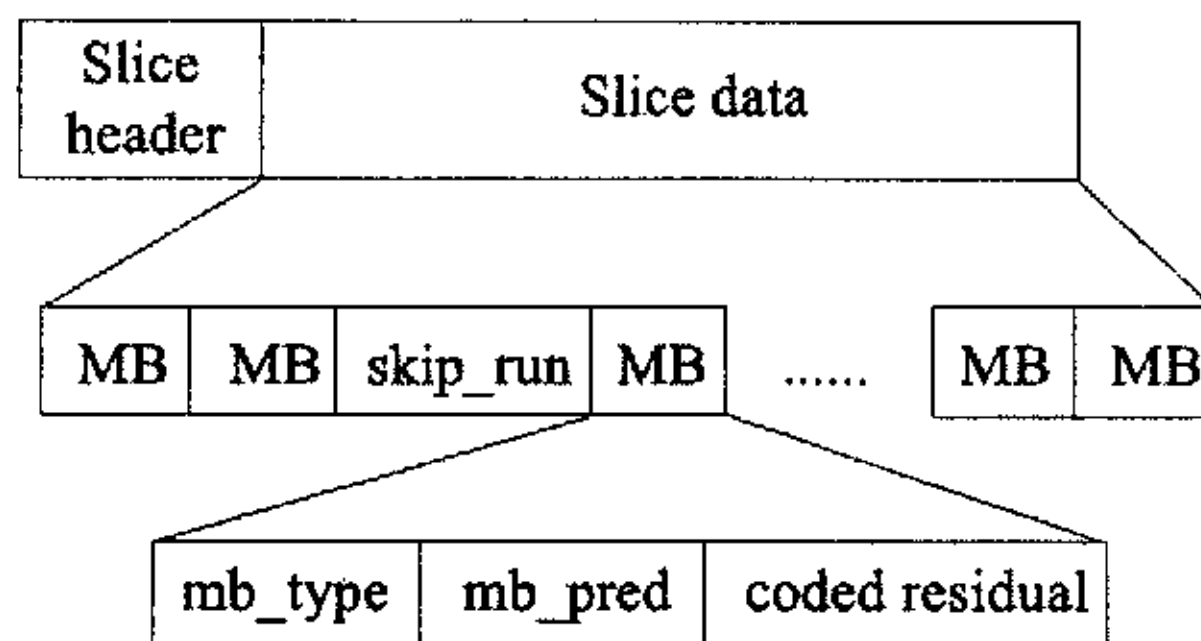 Slice
header
Slice data
MB MB skip_run MB ...... MB MB
mb_type mb_pred coded residual